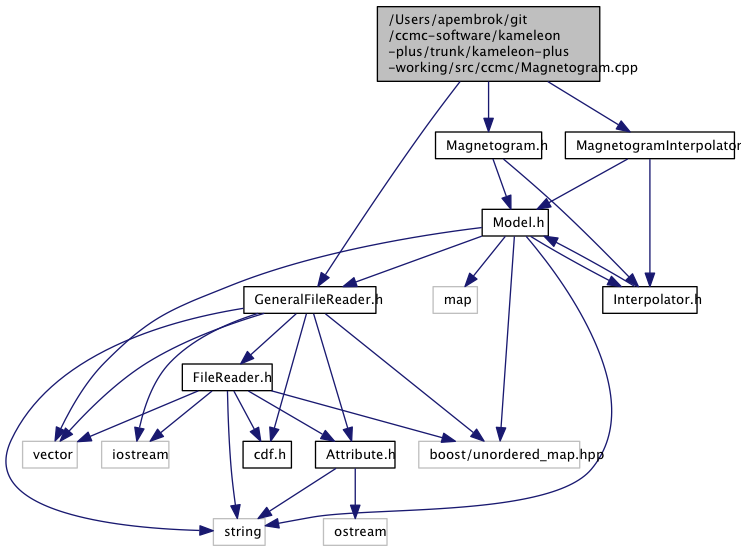 /Users/apembrok/git
/ccmc-software/kameleon
-plus/trunk/kameleon-plus
-working/src/ccmc/Magnetogram.cpp
Magnetogram.h
MagnetogramInterpolator
Model.h
GeneralFileReader.h
map
Interpolator.h
FileReader.h
vector
iostream
cdf.h
Attribute.h
boost/unordered_map.hpp
string
ostream